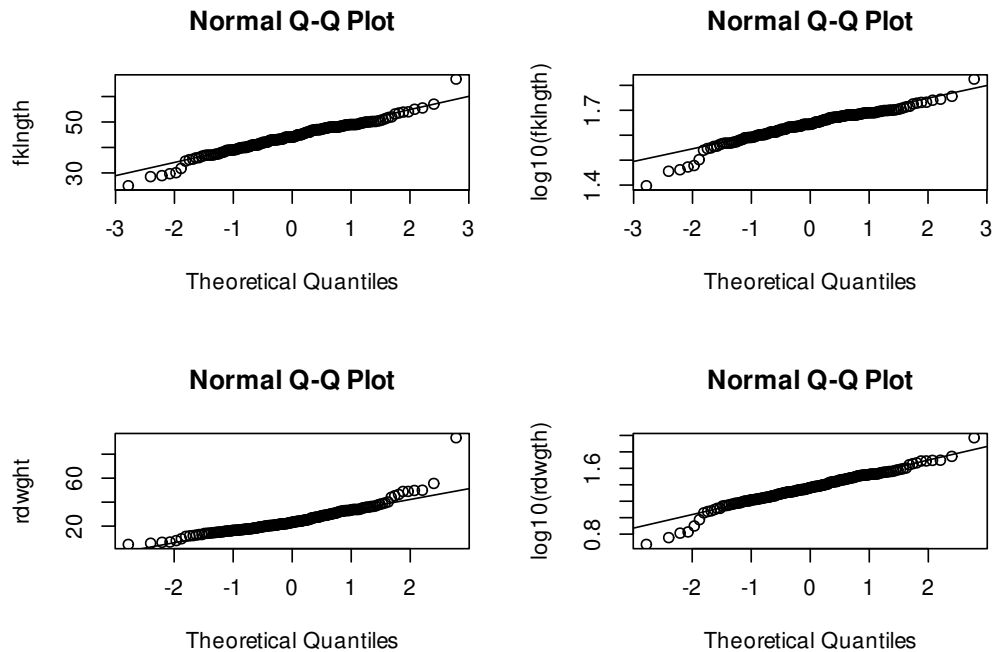 Normal Q-Q Plot
fklngth
30 50
-3 -2 -1 0 1 2 3
Theoretical Quantiles
Normal Q-Q Plot
log10(fklngth)
1.4 1.7
-3 -2 -1 0 1 2 3
Theoretical Quantiles
Normal Q-Q Plot
rdwght
20 60
-2 -1 0 1 2
Theoretical Quantiles
Normal Q-Q Plot
log10(rdwgth)
0.8 1.6
-2 -1 0 1 2
Theoretical Quantiles